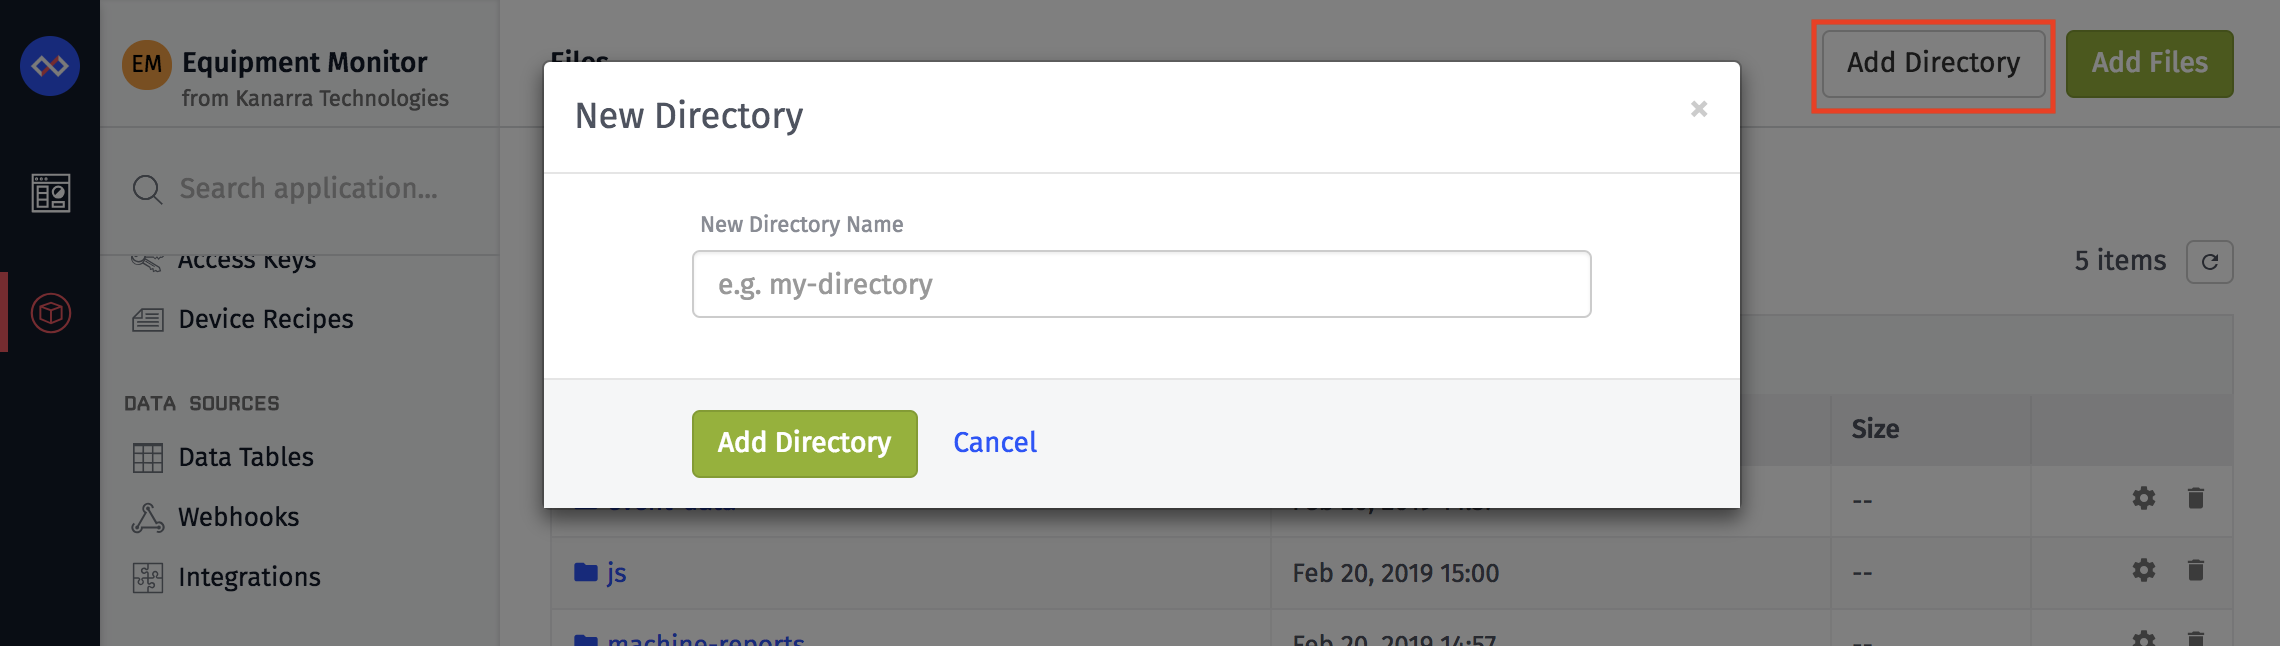 EM
Equipment Monitor
from Kanarra Technologies
Search application...
Access Keys
Device Recipes
DATA SOURCES
Data Tables
Webhooks
Integrations
Files
Add Directory
Add Files
New Directory
×
New Directory Name
e.g. my-directory
Add Directory
Cancel
5 items
Size
event-data
--
js
Feb 20, 2019 15:00
--
machine-reports
Feb 20, 2019 14:57
--